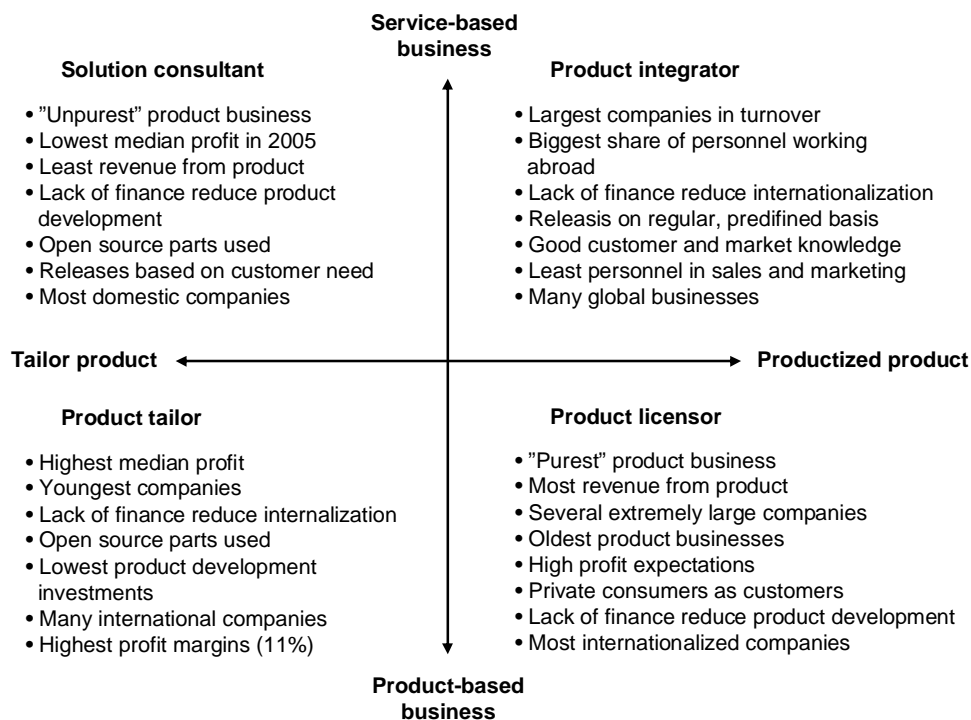 Service-based
business
Solution consultant
• ”Unpurest” product business
• Lowest median profit in 2005
• Least revenue from product
• Lack of finance reduce product
development
• Open source parts used
• Releases based on customer need
• Most domestic companies
Product integrator
• Largest companies in turnover
• Biggest share of personnel working
abroad
• Lack of finance reduce internationalization
• Releasis on regular, predifined basis
• Good customer and market knowledge
• Least personnel in sales and marketing
• Many global businesses
Tailor product
Productized product
Product tailor
• Highest median profit
• Youngest companies
• Lack of finance reduce internalization
• Open source parts used
• Lowest product development
investments
• Many international companies
• Highest profit margins (11%)
Product licensor
• ”Purest” product business
• Most revenue from product
• Several extremely large companies
• Oldest product businesses
• High profit expectations
• Private consumers as customers
• Lack of finance reduce product development
• Most internationalized companies
Product-based
business